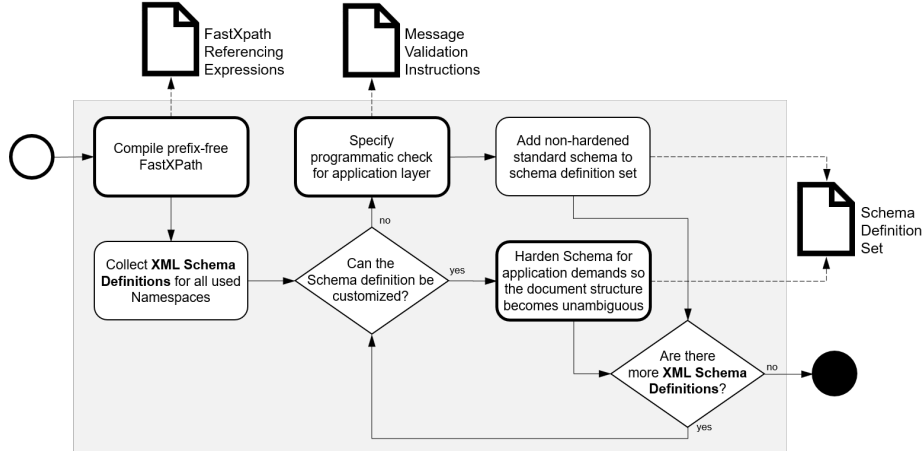 FastXpath
Referencing
Expressions
Message
Validation
Instructions
Compile prefix-free
FastXPath
Specify
programmatic check
for application layer
Add non-hardened
standard schema to
schema definition set
Schema
Definition
Set
no
Collect XML Schema
Definitions for all used
Namespaces
Can the
Schema definition be
customized?
yes
Harden Schema for
application demands so
the document structure
becomes unambiguous
Are there
more XML Schema
Definitions?
no
yes